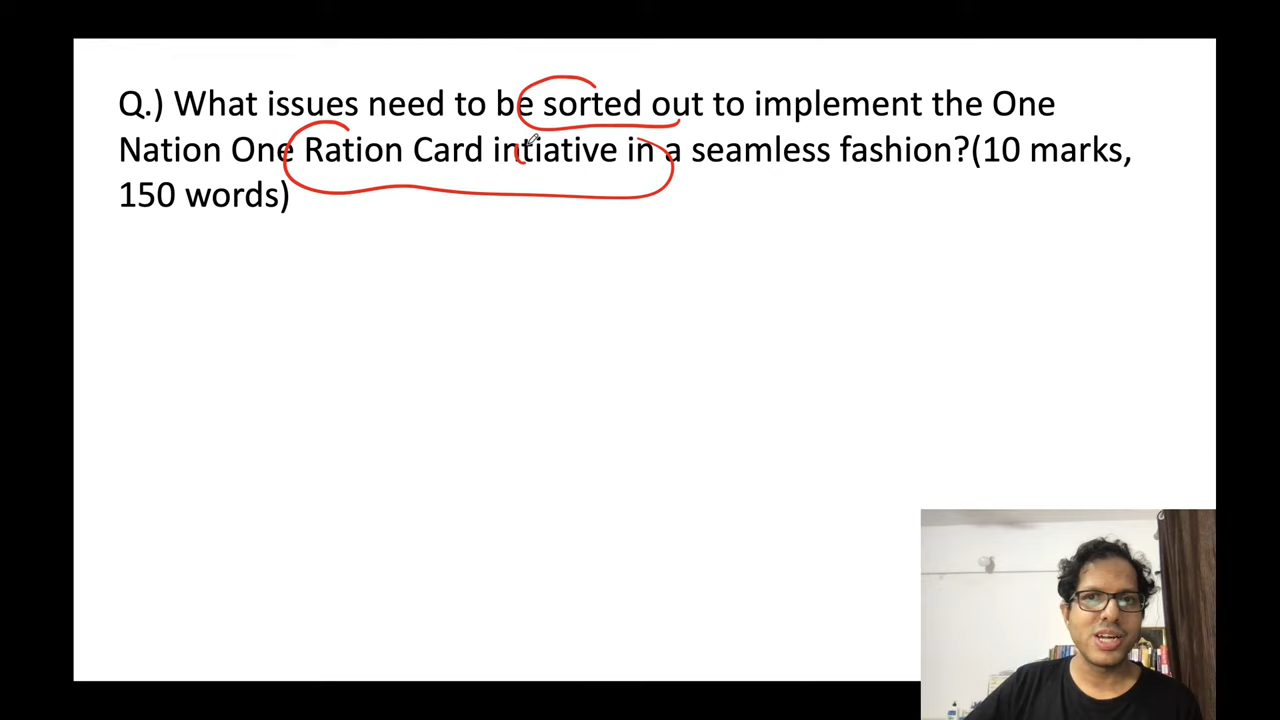 Q.) What issues need to be sorted out to implement the One
Nation One Ration Card intiative in a seamless fashion?(10 marks,
150 words)